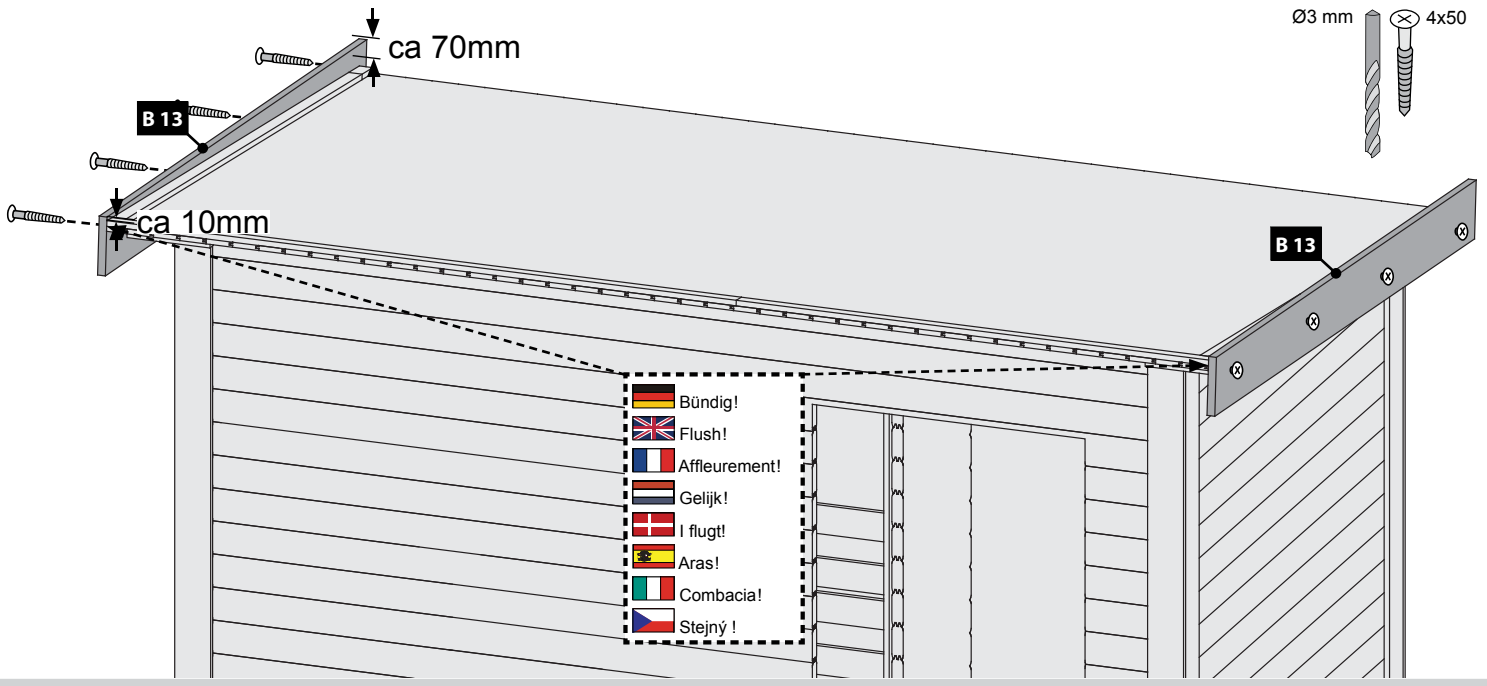 Ø3 mm 4x50
ca 70mm
B 13
ca 10mm
B 13
Bündig!
Flush!
Affleurement!
Gelijk!
I flugt!
Aras!
Combacia!
Stejný !